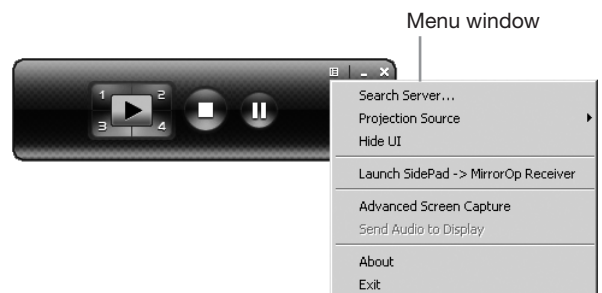 Menu window
1 2
3 4
Search Server...
Projection Source
Hide UI
Launch SidePad -> MirrorOp Receiver
Advanced Screen Capture
Send Audio to Display
About
Exit